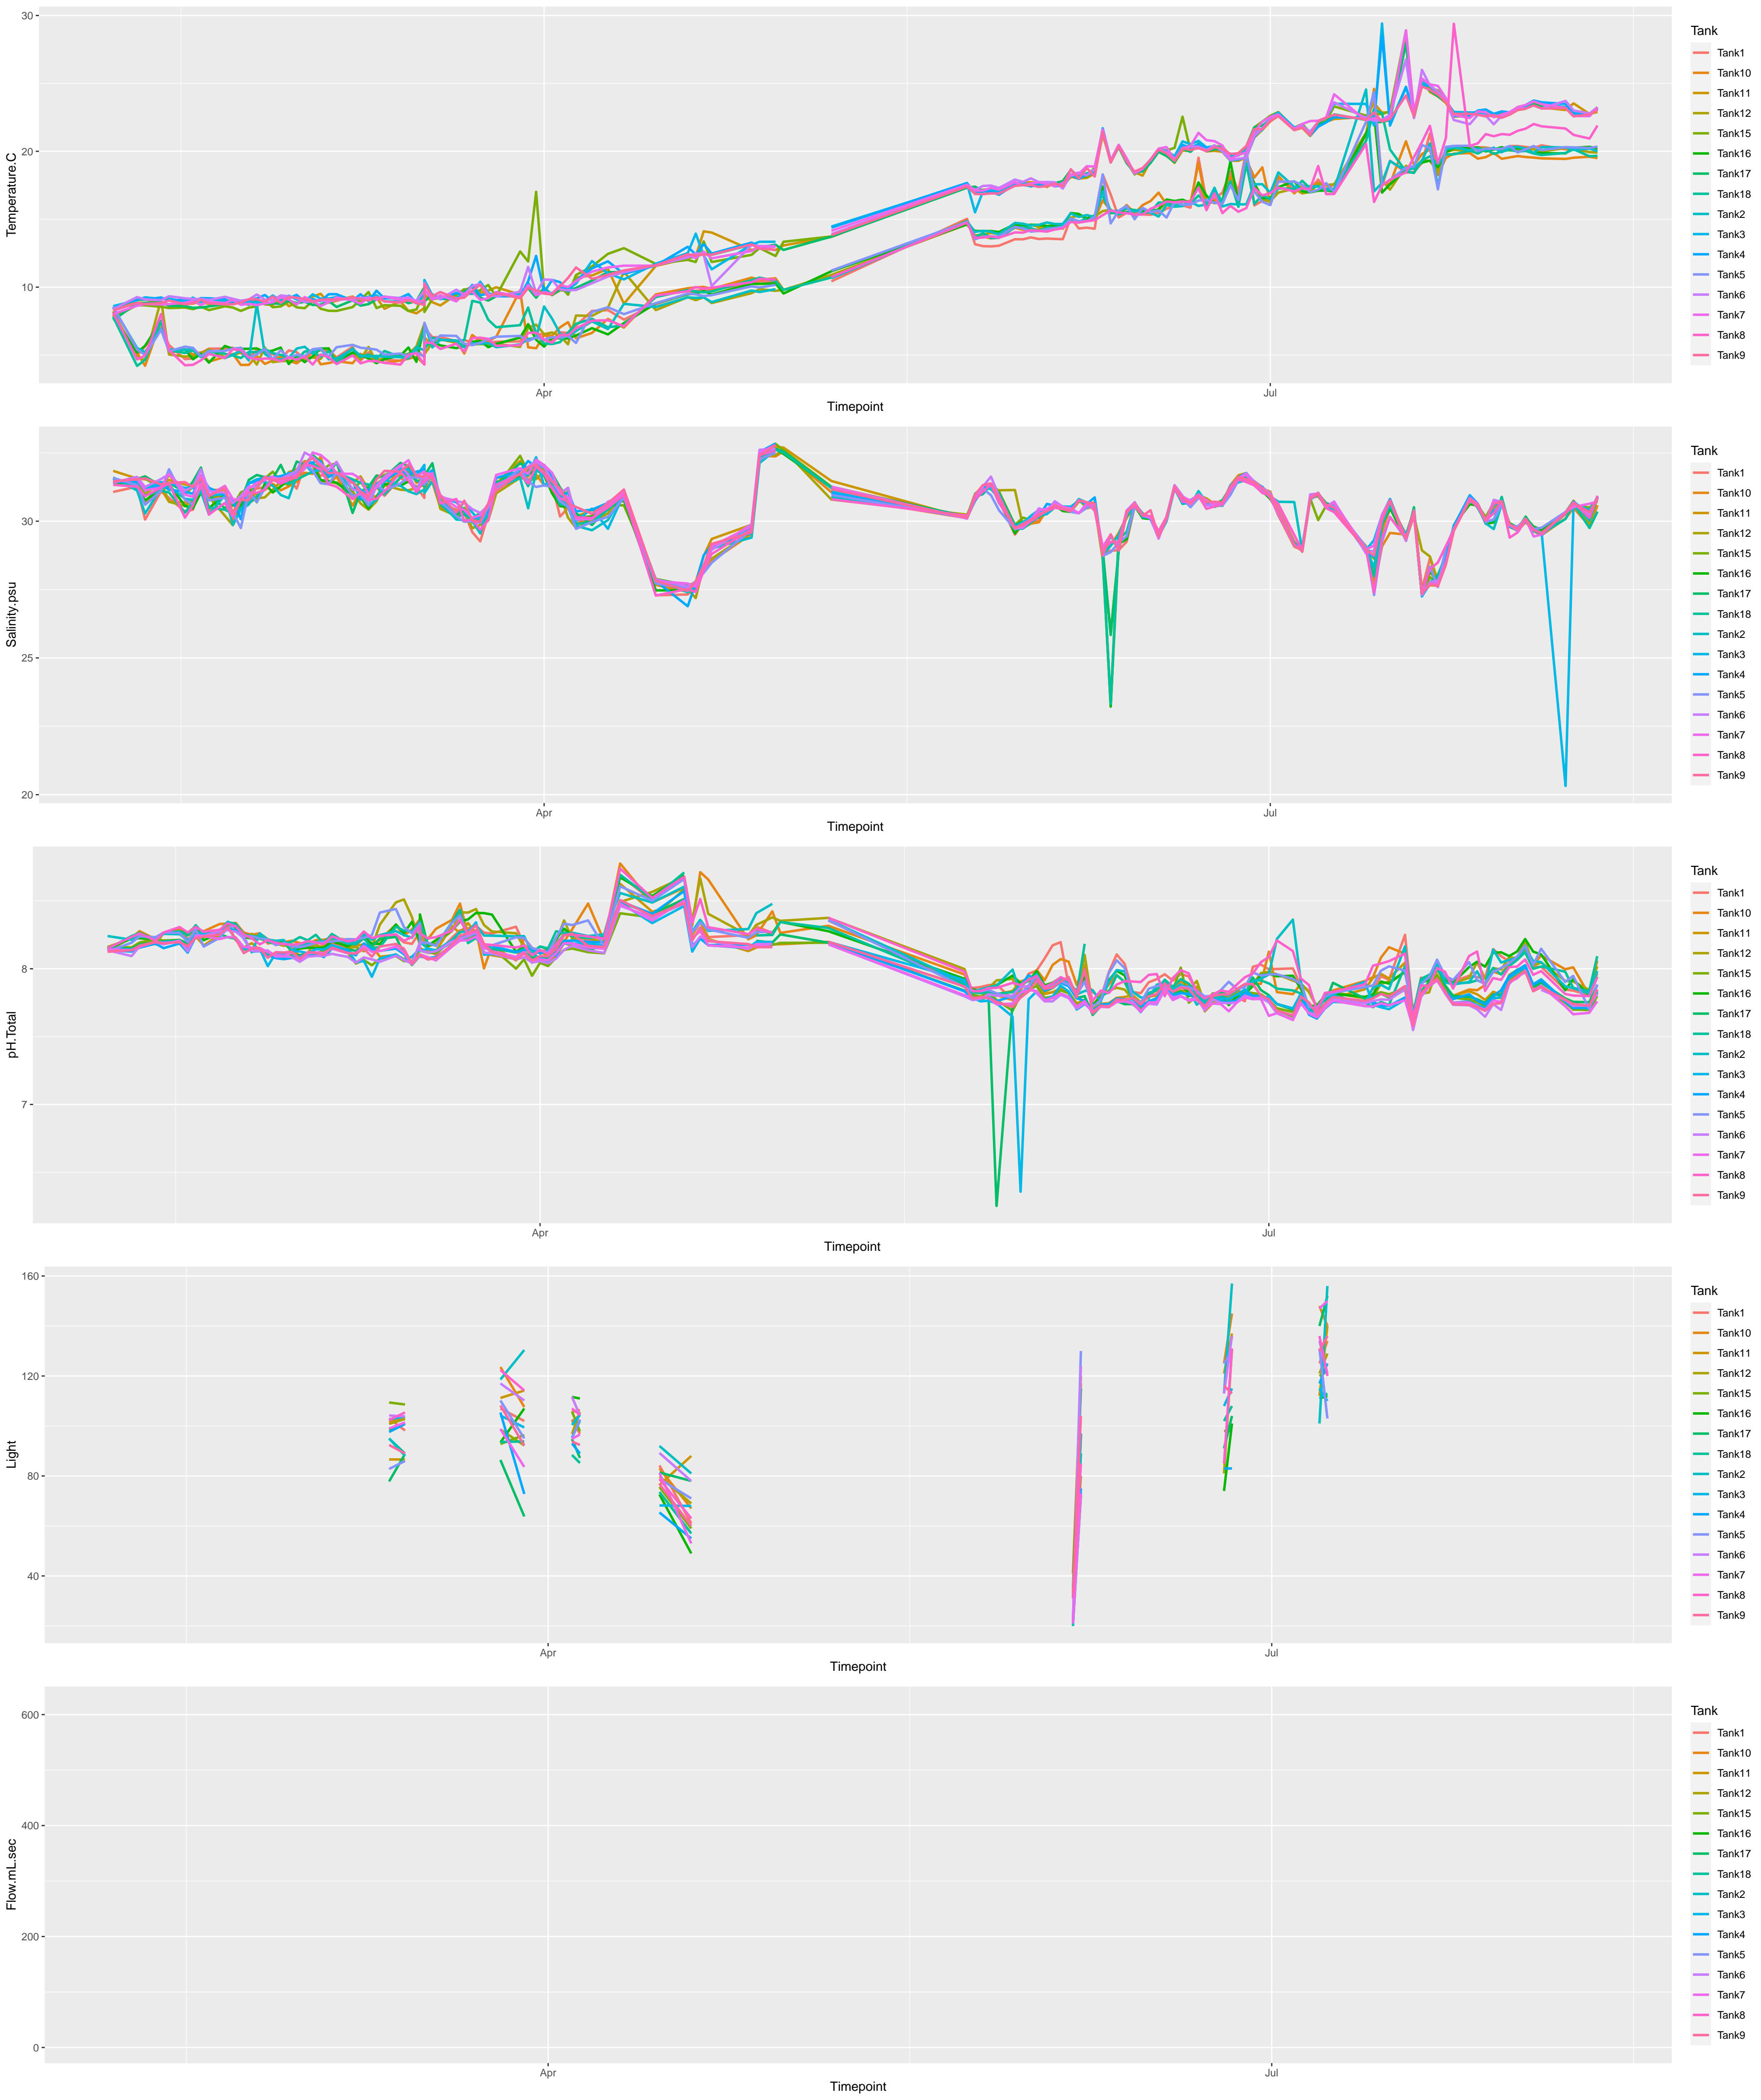 Temperature.C
30
20
10
Apr
Jul
Timepoint
Tank
Tank1
Tank10
Tank11
Tank12
Tank15
Tank16
Tank17
Tank18
Tank2
Tank3
Tank4
Tank5
Tank6
Tank7
Tank8
Tank9
Salinity.psu
30
25
20
Apr
Jul
Timepoint
Tank
Tank1
Tank10
Tank11
Tank12
Tank15
Tank16
Tank17
Tank18
Tank2
Tank3
Tank4
Tank5
Tank6
Tank7
Tank8
Tank9
pH.Total
8
7
Apr
Jul
Timepoint
Tank
Tank1
Tank10
Tank11
Tank12
Tank15
Tank16
Tank17
Tank18
Tank2
Tank3
Tank4
Tank5
Tank6
Tank7
Tank8
Tank9
Light
160
120
80
40
Apr
Jul
Timepoint
Tank
Tank1
Tank10
Tank11
Tank12
Tank15
Tank16
Tank17
Tank18
Tank2
Tank3
Tank4
Tank5
Tank6
Tank7
Tank8
Tank9
Flow.mL.sec
600
400
200
0
Apr
Jul
Timepoint
Tank
Tank1
Tank10
Tank11
Tank12
Tank15
Tank16
Tank17
Tank18
Tank2
Tank3
Tank4
Tank5
Tank6
Tank7
Tank8
Tank9